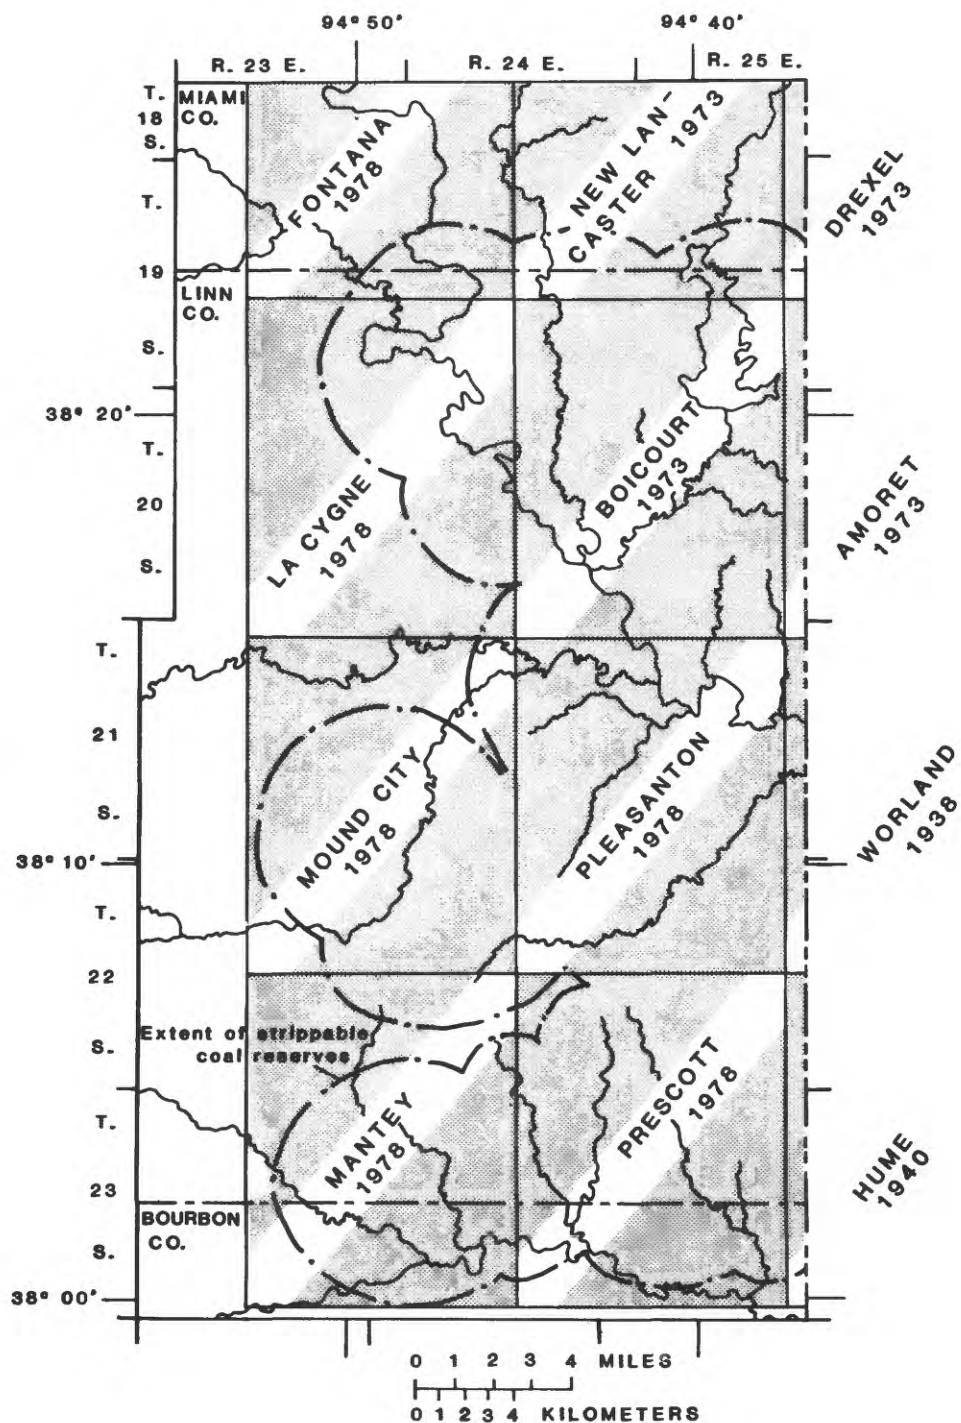 94° 50'
94° 40'
R. 23 E.
R. 24 E.
R. 25 E.
T.
18
S.
MIAMI
CO.
FONTANA
1978
NEW LAN-
CASTER 1973
DREXEL
1973
T.
19
S.
LINN
CO.
38° 20'
T.
20
S.
LA CYGNE
1978
BOICOURT
1973
AMORET
1973
T.
21
S.
MOUND CITY
1978
PLEASANTON
1978
WORLAND
1938
38° 10'
T.
22
S.
Extent of strippable
coal reserves
MANTEY
1978
PRESCOTT
1978
HUME
1940
T.
23
S.
BOURBON
CO.
38° 00'
0 1 2 3 4 MILES
0 1 2 3 4 KILOMETERS